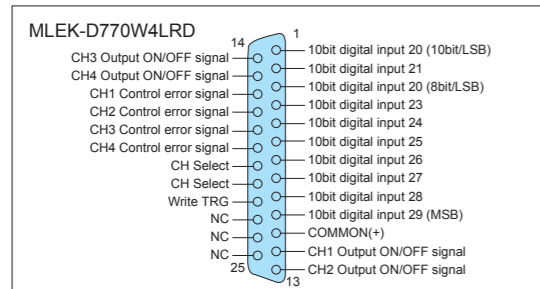 MLEK-D770W4LRD
14
1
CH3 Output ON/OFF signal
CH4 Output ON/OFF signal
CH1 Control error signal
CH2 Control error signal
CH3 Control error signal
CH4 Control error signal
CH Select
CH Select
Write TRG
NC
NC
NC
25
10bit digital input 20 (10bit/LSB)
10bit digital input 21
10bit digital input 20 (8bit/LSB)
10bit digital input 23
10bit digital input 24
10bit digital input 25
10bit digital input 26
10bit digital input 27
10bit digital input 28
10bit digital input 29 (MSB)
COMMON(+)
CH1 Output ON/OFF signal
CH2 Output ON/OFF signal
13